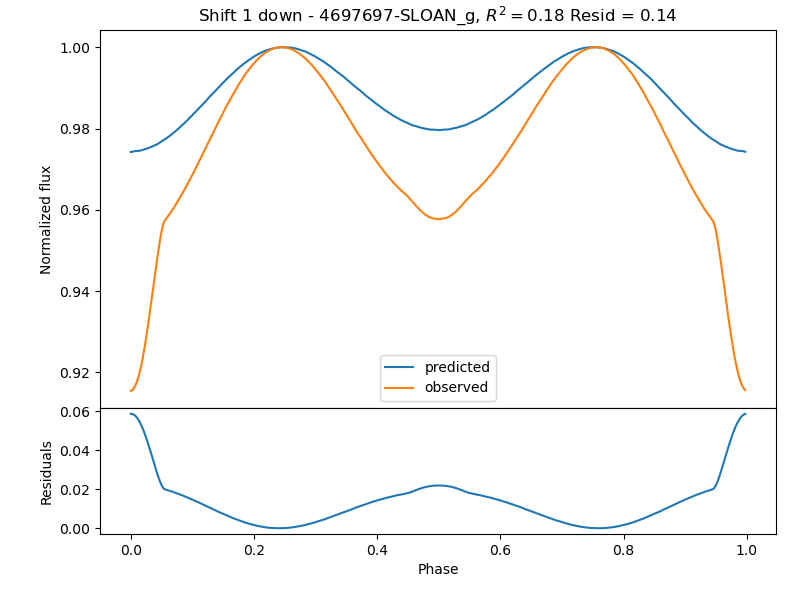 Shift 1 down - 4697697-SLOAN_g, R² = 0.18 Resid = 0.14
Normalized flux
1.00
0.98
0.96
0.94
0.92
predicted
observed
Residuals
0.06
0.04
0.02
0.00
0.0 0.2 0.4 0.6 0.8 1.0
Phase